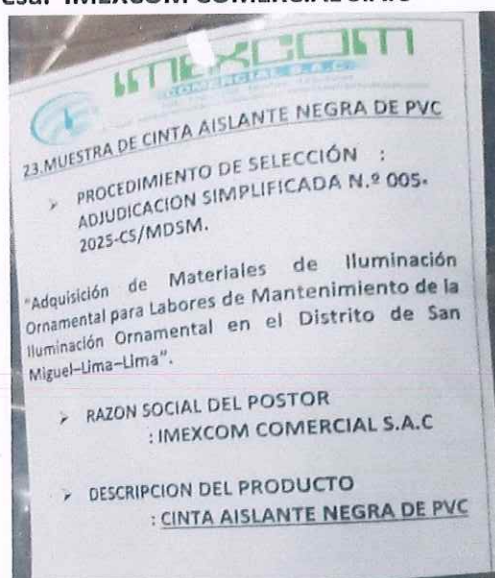 IMEXCOM COMERCIAL S.A.C
IMEXCOM
COMERCIAL S.A.C
23.MUESTRA DE CINTA AISLANTE NEGRA DE PVC
➢ PROCEDIMIENTO DE SELECCIÓN :
ADJUDICACION SIMPLIFICADA N.º 005-
2025-CS/MDSM.
"Adquisición de Materiales de Iluminación
Ornamental para Labores de Mantenimiento de la
Iluminación Ornamental en el Distrito de San
Miguel–Lima–Lima".
➢ RAZON SOCIAL DEL POSTOR
: IMEXCOM COMERCIAL S.A.C
➢ DESCRIPCION DEL PRODUCTO
: CINTA AISLANTE NEGRA DE PVC